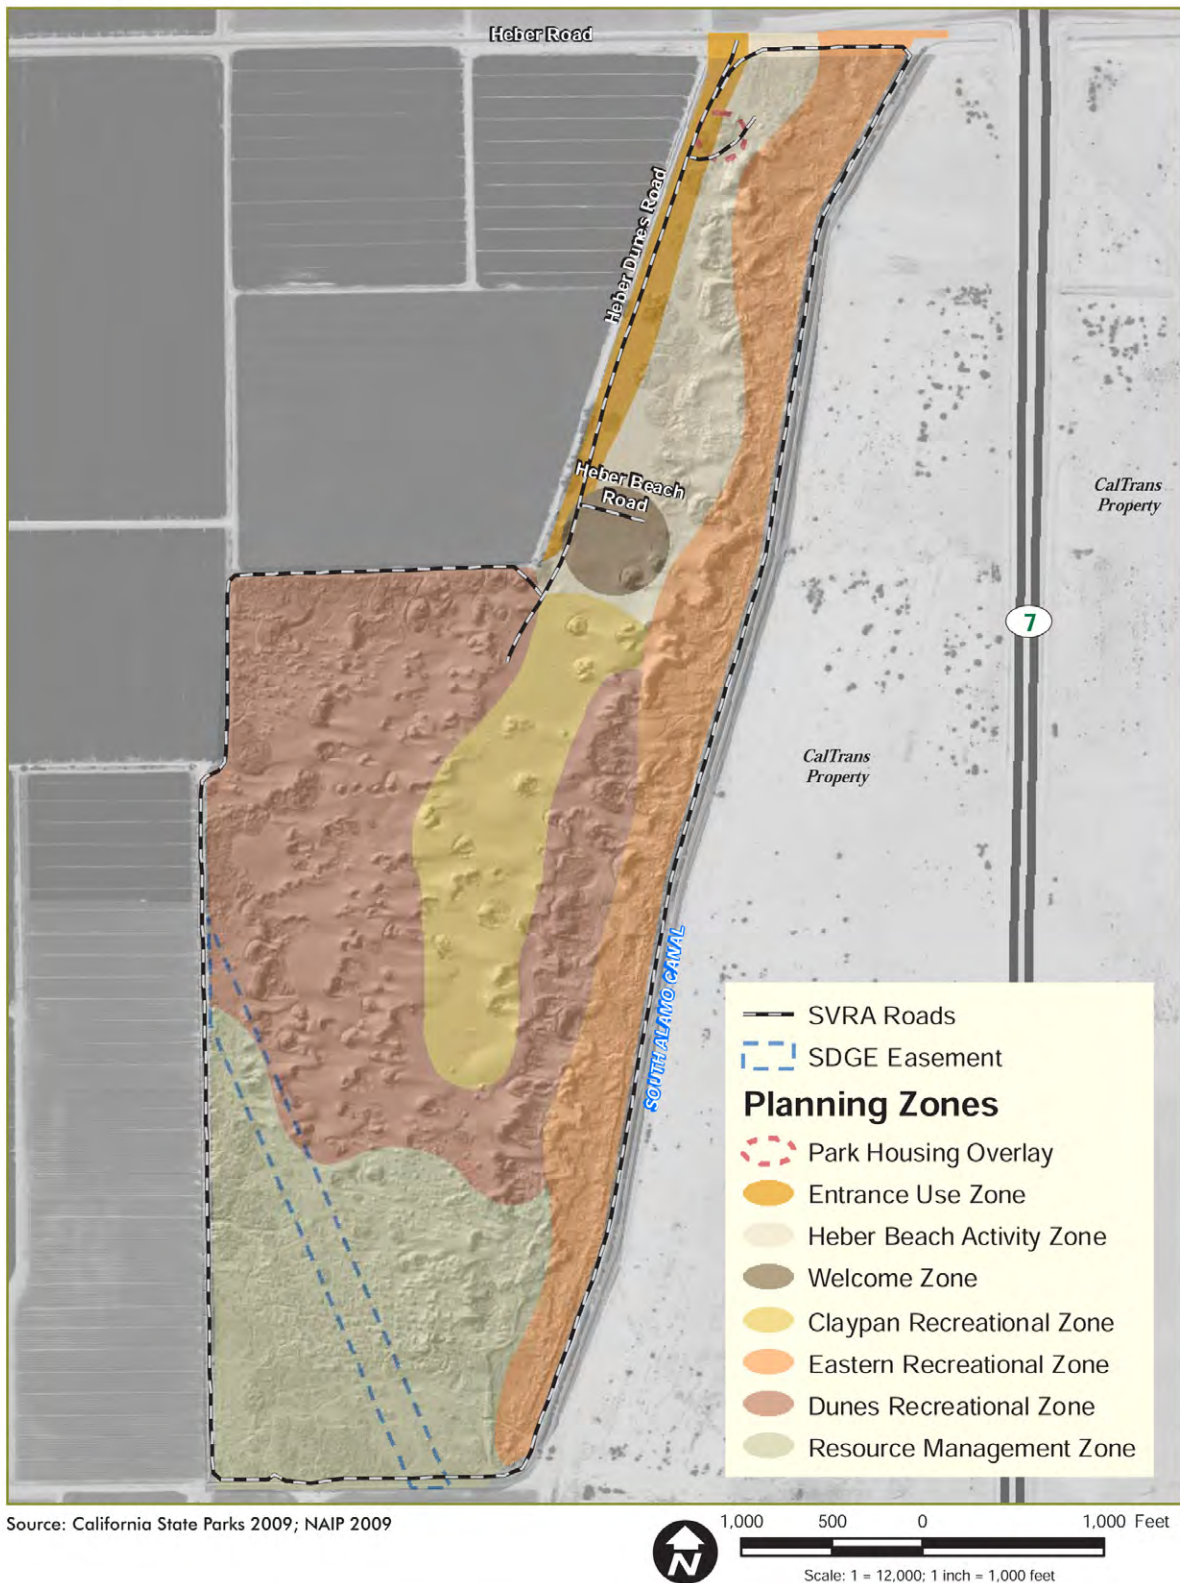 Heber Road
Heber Dunes Road
Heber Beach
Road
CalTrans
Property
7
CalTrans
Property
SOUTH ALAMO CANAL
SVRA Roads
SDGE Easement
Planning Zones
Park Housing Overlay
Entrance Use Zone
Heber Beach Activity Zone
Welcome Zone
Claypan Recreational Zone
Eastern Recreational Zone
Dunes Recreational Zone
Resource Management Zone
Source: California State Parks 2009; NAIP 2009
N
1,000 500 0 1,000 Feet
Scale: 1 = 12,000; 1 inch = 1,000 feet